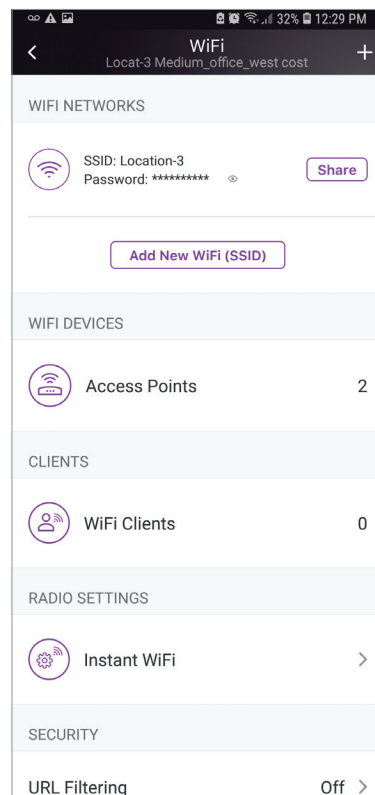 32% 12:29 PM
WiFi
Locat-3 Medium_office_west cost
WIFI NETWORKS
SSID: Location-3
Password: **********
Share
Add New WiFi (SSID)
WIFI DEVICES
Access Points 2
CLIENTS
WiFi Clients 0
RADIO SETTINGS
Instant WiFi
SECURITY
URL Filtering Off